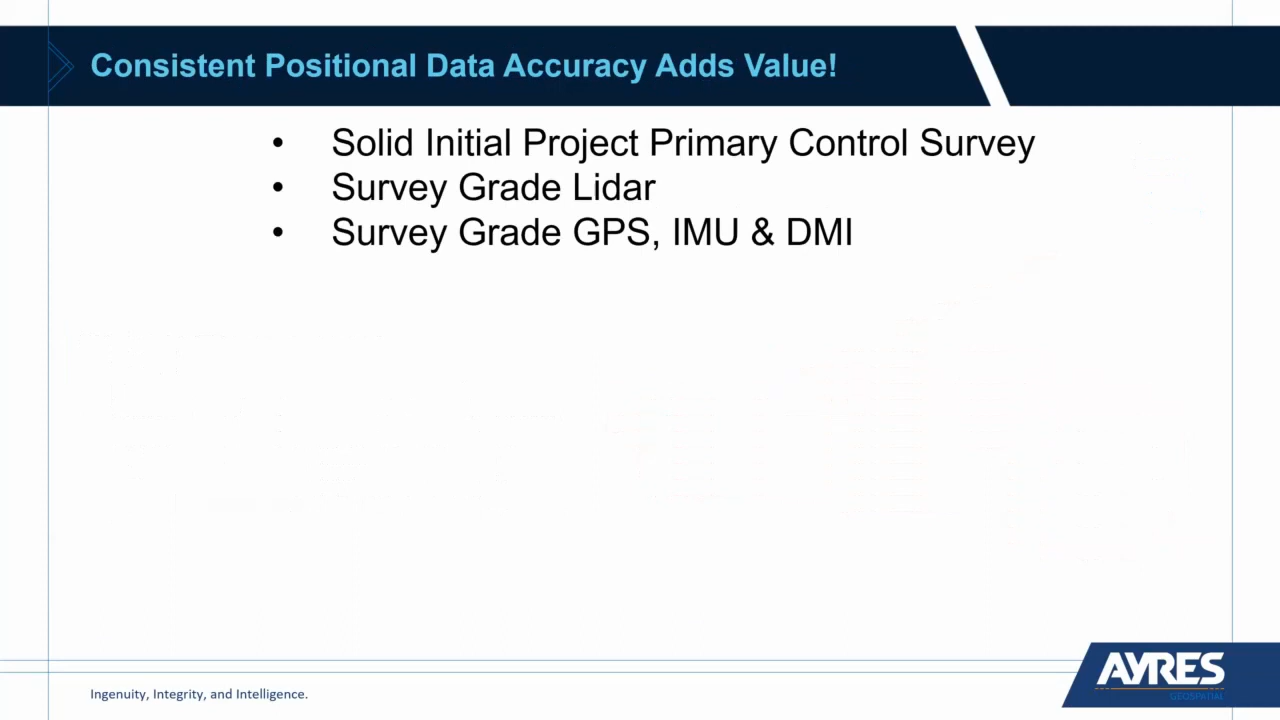 Consistent Positional Data Accuracy Adds Value!
• Solid Initial Project Primary Control Survey
• Survey Grade Lidar
• Survey Grade GPS, IMU & DMI
Ingenuity, Integrity, and Intelligence.
AYRES
GEOSPATIAL